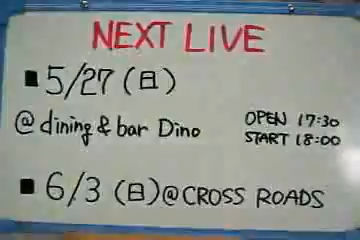 NEXT LIVE
■ 5/27 (日)
@ dining & bar Dino
OPEN 17:30
START 18:00
■ 6/3 (日) @ CROSS ROADS